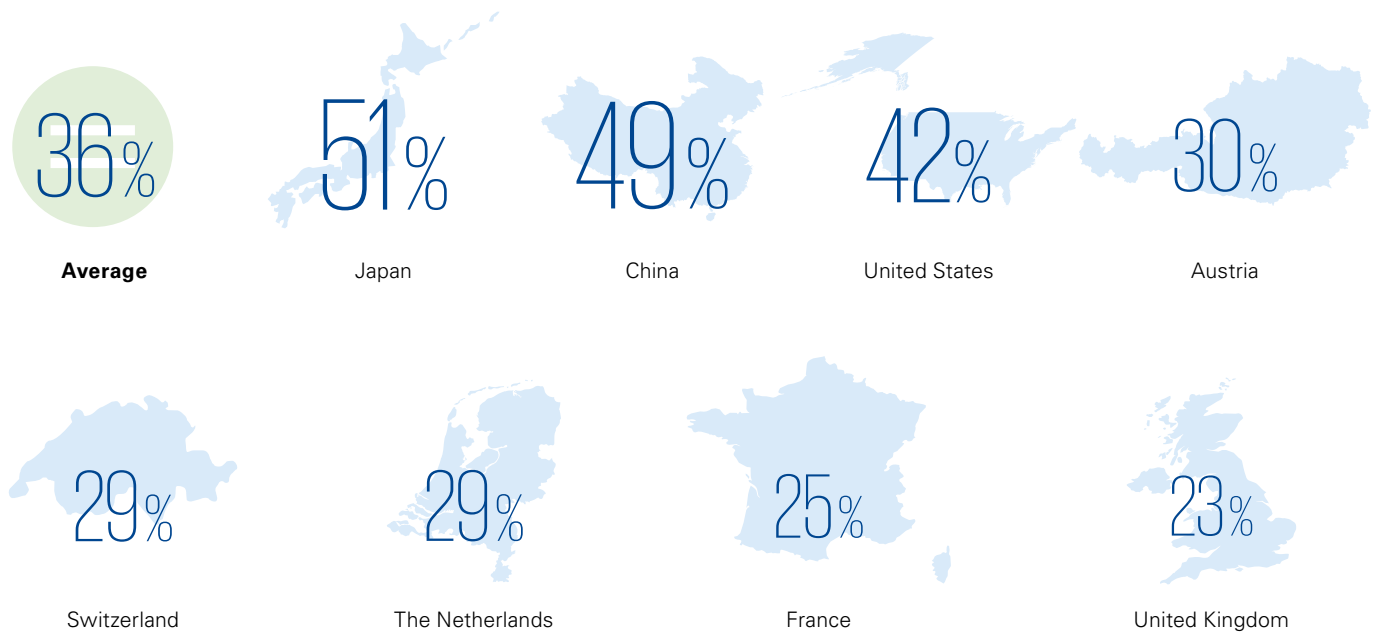 36%
51%
49%
42%
30%
Average
Japan
China
United States
Austria
29%
29%
25%
23%
Switzerland
The Netherlands
France
United Kingdom